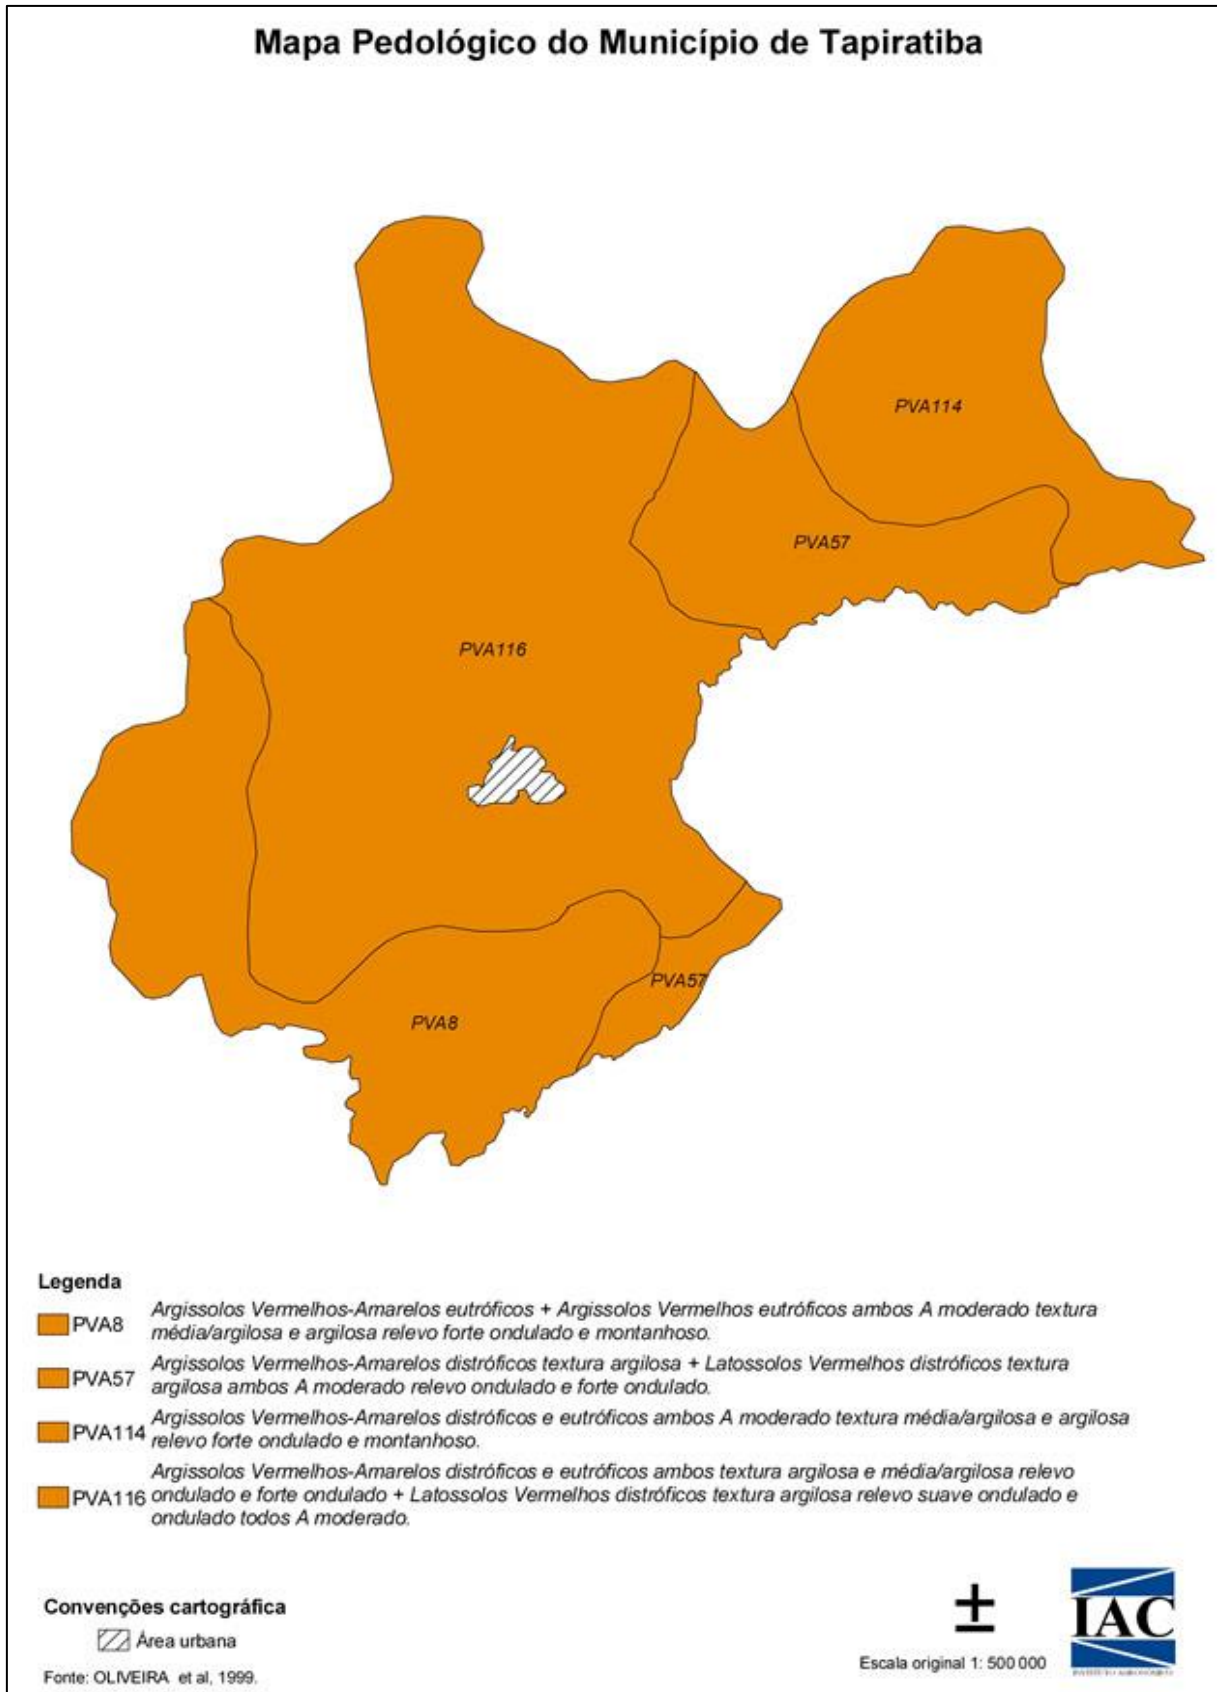 Mapa Pedológico do Município de Tapiratiba
PVA114
PVA57
PVA116
PVA57
PVA8
Legenda
PVA8 Argissolos Vermelhos-Amarelos eutróficos + Argissolos Vermelhos eutróficos ambos A moderado textura
média/argilosa e argilosa relevo forte ondulado e montanhoso.
PVA57 Argissolos Vermelhos-Amarelos distróficos textura argilosa + Latossolos Vermelhos distróficos textura
argilosa ambos A moderado relevo ondulado e forte ondulado.
PVA114 Argissolos Vermelhos-Amarelos distróficos e eutróficos ambos A moderado textura média/argilosa e argilosa
relevo forte ondulado e montanhoso.
PVA116 Argissolos Vermelhos-Amarelos distróficos e eutróficos ambos textura argilosa e média/argilosa relevo
ondulado e forte ondulado + Latossolos Vermelhos distróficos textura argilosa relevo suave ondulado e
ondulado todos A moderado.
Convenções cartográfica
Área urbana
Fonte: OLIVEIRA et al, 1999.
±
Escala original 1: 500 000
IAC
INSTITUTO AGRONÔMICO